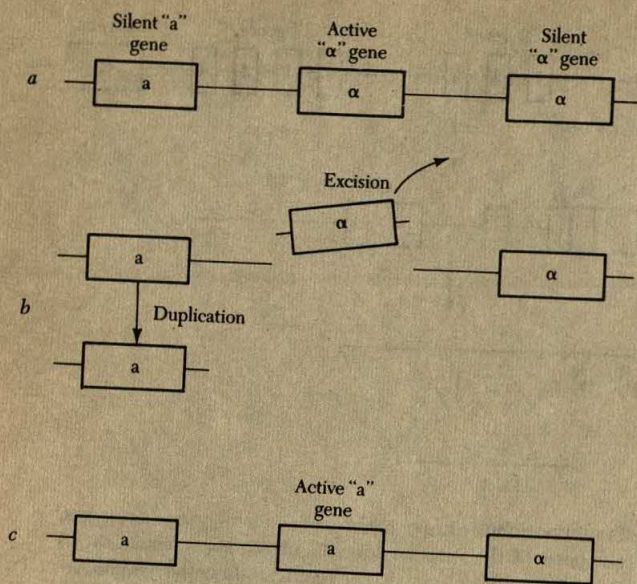 Silent "a"
gene
Active
"α" gene
Silent
"α" gene
a
a
α
α
Excision
α
a
α
b
Duplication
a
Active "a"
gene
c
a
a
α